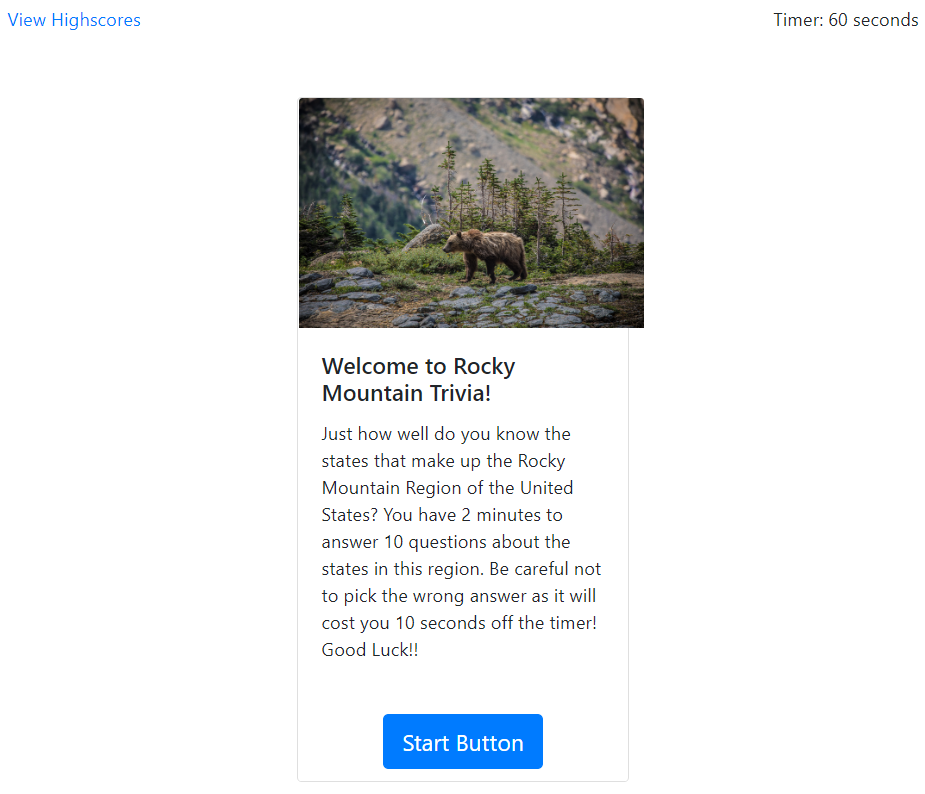 View Highscores
Timer: 60 seconds
Welcome to Rocky
Mountain Trivia!
Just how well do you know the
states that make up the Rocky
Mountain Region of the United
States? You have 2 minutes to
answer 10 questions about the
states in this region. Be careful not
to pick the wrong answer as it will
cost you 10 seconds off the timer!
Good Luck!!
Start Button